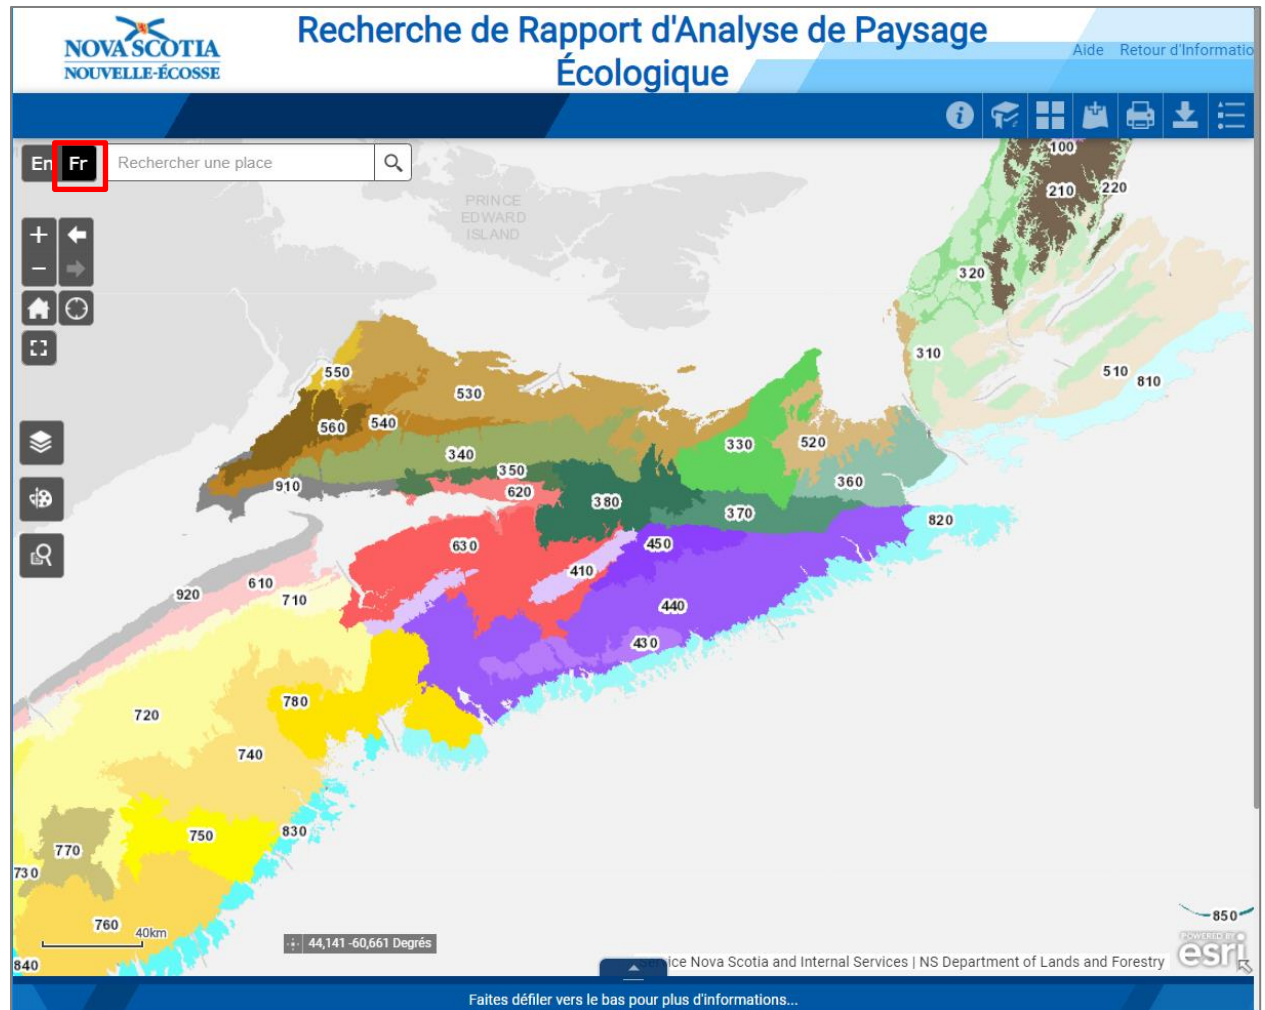 NOVA SCOTIA
NOUVELLE-ÉCOSSE
Recherche de Rapport d'Analyse de Paysage
Écologique
Aide Retour d'Informatio
En Fr Rechercher une place
PRINCE
EDWARD
ISLAND
100
210 220
320
310
510
810
550
530
540
560
330
520
340
350
360
910
620
380
370
820
630
450
410
610
920
710
440
430
780
720
740
750
830
770
730
760
40km
840
850
44,141 -60,661 Degrés
POWERED BY
esri
ice Nova Scotia and Internal Services | NS Department of Lands and Forestry
Faites défiler vers le bas pour plus d'informations...